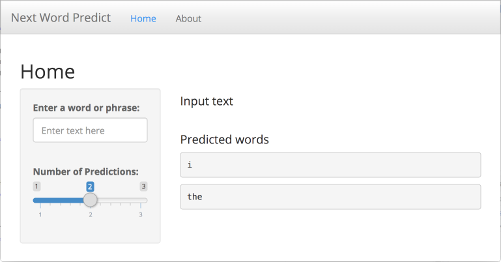 Next Word Predict Home About
Home
Enter a word or phrase:
Enter text here
Number of Predictions:
1 2 3
1 2 3
Input text
Predicted words
i
the